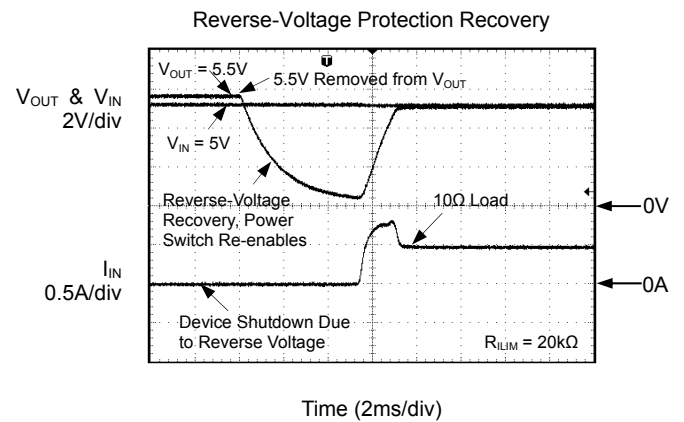 Reverse-Voltage Protection Recovery
T
VOUT = 5.5V
5.5V Removed from VOUT
VOUT & VIN
2V/div
VIN = 5V
Reverse-Voltage
Recovery, Power
Switch Re-enables
10Ω Load
0V
IIN
0.5A/div
0A
Device Shutdown Due
to Reverse Voltage
RILIM = 20kΩ
Time (2ms/div)